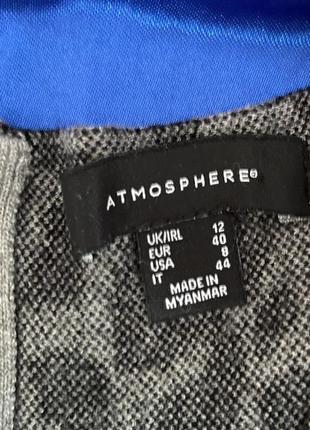 ATMOSPHERE®
UK/IRL 12
EUR 40
USA 8
IT 44
MADE IN
MYANMAR